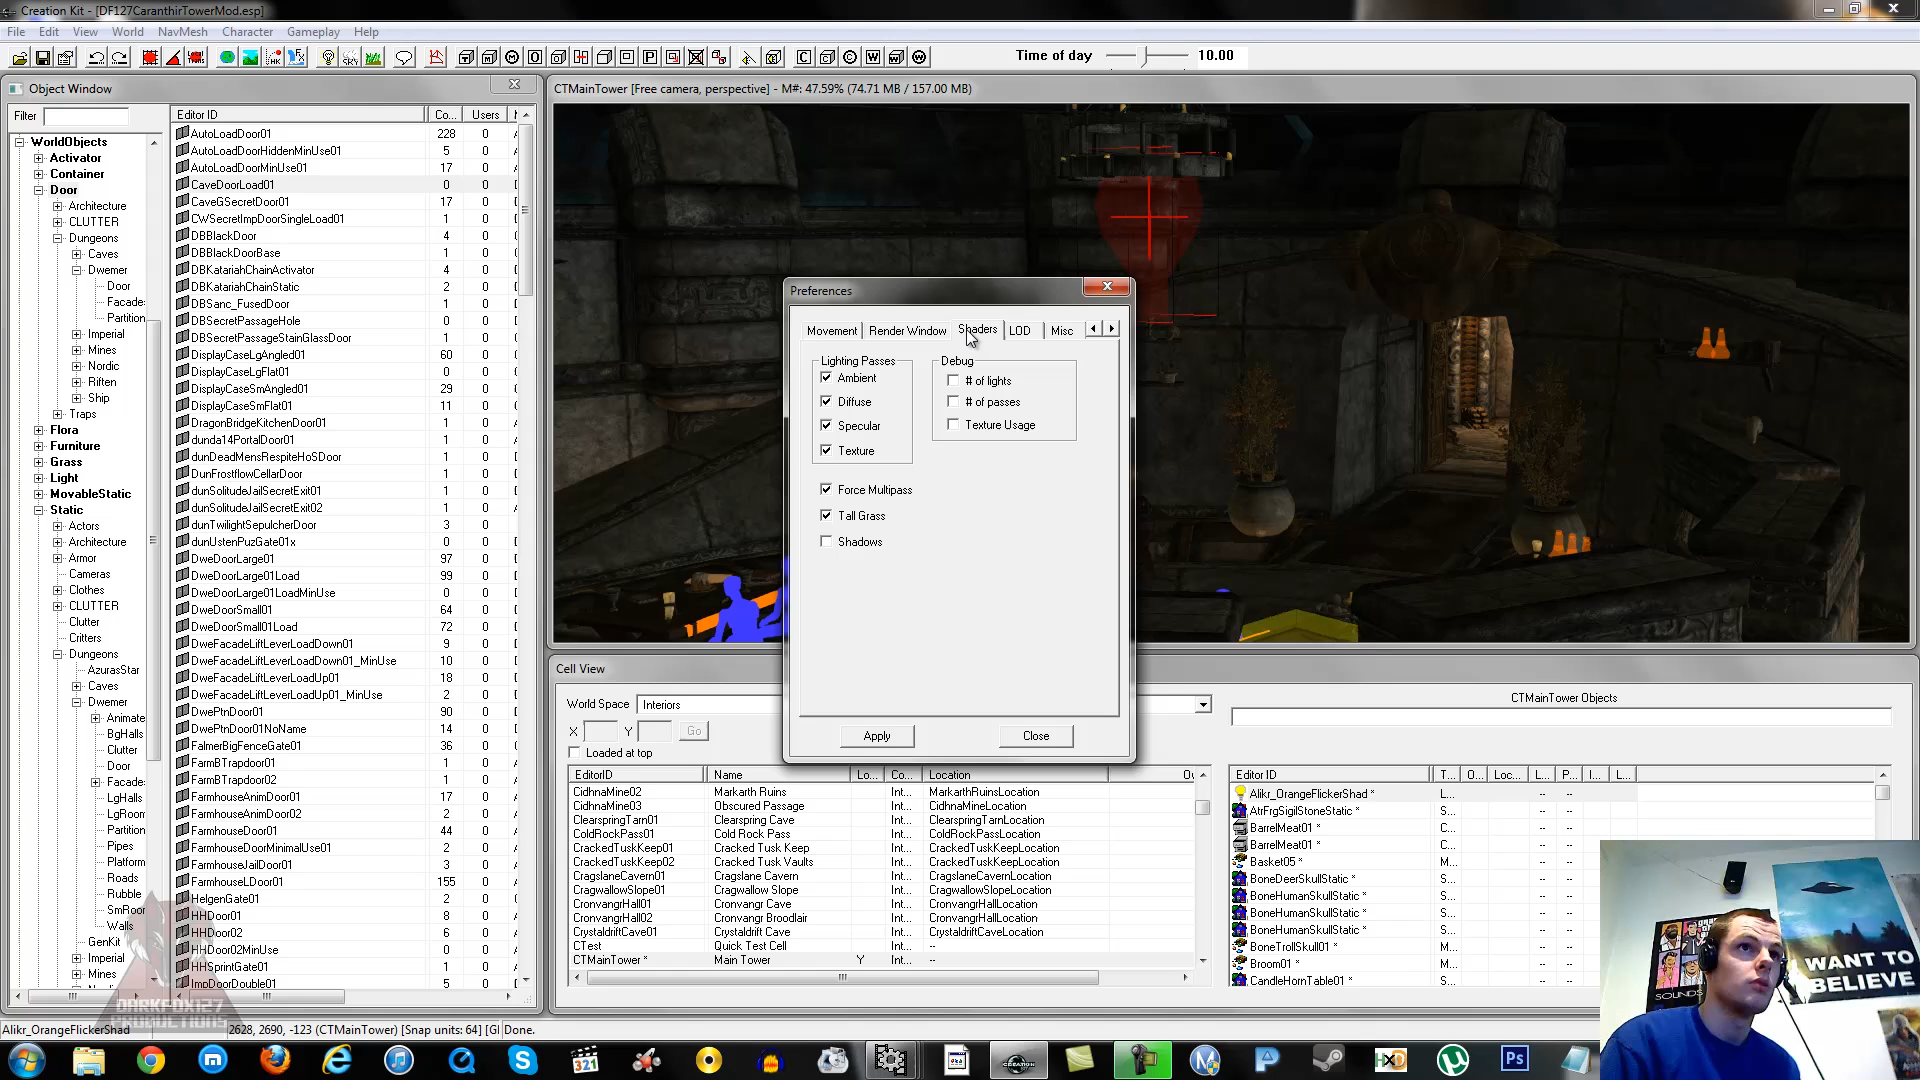 Creation Kit - [DF127CaranthirTowerMod.esp]
File Edit View World NavMesh Character Gameplay Help
Time of day 10.00
Object Window
Filter
WorldObjects
Activator
Container
Door
Architecture
CLUTTER
Dungeons
Caves
Dwemer
Door
Facade:
Partition
Imperial
Mines
Nordic
Riften
Ship
Traps
Flora
Furniture
Grass
Light
MovableStatic
Static
Actors
Architecture
Armor
Cameras
Clothes
CLUTTER
Clutter
Critters
Dungeons
AzurasStar
Caves
Dwemer
Animate
BgHalls
Clutter
Door
Facade:
LgHalls
LgRoom
Partition
Pipes
Platform
Roads
Rubble
SmRoor
Walls
GenKit
Imperial
Mines
Editor ID Co... Users
AutoLoadDoor01 228 0
AutoLoadDoorHiddenMinUse01 5 0
AutoLoadDoorMinUse01 17 0
CaveDoorLoad01 0 0
CaveGSecretDoor01 17 0
CWSecretImpDoorSingleLoad01 1 0
DBBlackDoor 4 0
DBBlackDoorBase 1 0
DBKatariahChainActivator 4 0
DBKatariahChainStatic 2 0
DBSanc_FusedDoor 1 0
DBSecretPassageHole 1 0
DBSecretPassageStainGlassDoor 1 0
DisplayCaseLgAngled01 60 0
DisplayCaseLgFlat01 0 0
DisplayCaseSmAngled01 29 0
DisplayCaseSmFlat01 11 0
DragonBridgeKitchenDoor01 1 0
dunda14PortalDoor01 1 0
dunDeadMensRespiteHoSDoor 1 0
DunFrostflowCellarDoor 1 0
dunSolitudeJailSecretExit01 1 0
dunSolitudeJailSecretExit02 1 0
dunTwilightSepulcherDoor 3 0
dunUstenPuzGate01x 0 0
DweDoorLarge01 97 0
DweDoorLarge01Load 99 0
DweDoorLarge01LoadMinUse 0 0
DweDoorSmall01 64 0
DweDoorSmall01Load 72 0
DweFacadeLiftLeverLoadDown01 9 0
DweFacadeLiftLeverLoadDown01_MinUse 10 0
DweFacadeLiftLeverLoadUp01 18 0
DweFacadeLiftLeverLoadUp01_MinUse 2 0
DwePtnDoor01 90 0
DwePtnDoor01NoName 14 0
FalmerBigFenceGate01 36 0
FarmBTrapdoor01 1 0
FarmBTrapdoor02 1 0
FarmhouseAnimDoor01 17 0
FarmhouseAnimDoor02 2 0
FarmhouseDoor01 44 0
FarmhouseDoorMinimalUse01 2 0
FarmhouseJailDoor01 3 0
FarmhouseLDoor01 155 0
HelgenGate01 2 0
HHDoor01 8 0
HHDoor02 6 0
HHDoor02MinUse 0 0
HHSprintGate01 1 0
ImpDoorDouble01 5 0
CTMainTower [Free camera, perspective] - M#: 47.59% (74.71 MB / 157.00 MB)
Preferences
Movement Render Window Shaders LOD Misc
Lighting Passes
Ambient
Diffuse
Specular
Texture
Debug
# of lights
# of passes
Texture Usage
Force Multipass
Tall Grass
Shadows
Apply Close
Cell View
World Space Interiors
X Y Go
Loaded at top
EditorID Name Lo... Co... Location
CidhnaMine02 Markarth Ruins Int... MarkarthRuinsLocation
CidhnaMine03 Obscured Passage Int... CidhnaMineLocation
ClearspringTarn01 Clearspring Cave Int... ClearspringTarnLocation
ColdRockPass01 Cold Rock Pass Int... ColdRockPassLocation
CrackedTuskKeep01 Cracked Tusk Keep Int... CrackedTuskKeepLocation
CrackedTuskKeep02 Cracked Tusk Vaults Int... CrackedTuskKeepLocation
CragslaneCavern01 Cragslane Cavern Int... CragslaneCavernLocation
CragwallowSlope01 Cragwallow Slope Int... CragwallowSlopeLocation
CronvangrHall01 Cronvangr Cave Int... CronvangrHallLocation
CronvangrHall02 Cronvangr Broodlair Int... CronvangrHallLocation
CrystaldriftCave01 Crystaldrift Cave Int... CrystaldriftCaveLocation
CTest Quick Test Cell Int... --
CTMainTower * Main Tower Y Int... --
CTMainTower Objects
Editor ID T... O... Loc... L... P... I... L...
Alikr_OrangeFlickerShad * L... -- --
AtrFrgSigilStoneStatic * S... -- --
BarrelMeat01 * C... -- --
BarrelMeat01 * C... -- --
Basket05 * M... -- --
BoneDeerSkullStatic * S... -- --
BoneHumanSkullStatic * S... -- --
BoneHumanSkullStatic * S... -- --
BoneHumanSkullStatic * S... -- --
BoneTrollSkull01 * M... -- --
Broom01 * M... -- --
CandleHornTable01 * S... -- --
Alikr_OrangeFlickerShad 2628, 2690, -123 (CTMainTower) [Snap units: 64] [Gl Done.
DARKFOX127
PRODUCTIONS
SOUNDS
WANT TO
BELIEVE
321
CREATION
HXD
Ps